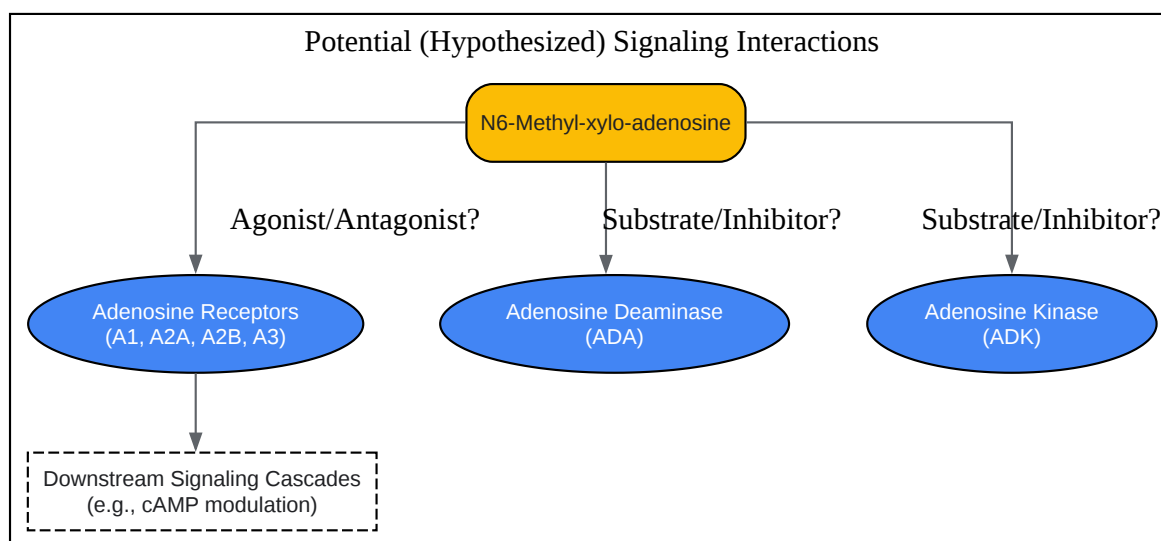 Potential (Hypothesized) Signaling Interactions
N6-Methyl-xylo-adenosine
Agonist/Antagonist?
Substrate/Inhibitor?
Substrate/Inhibitor?
Adenosine Receptors
(A1, A2A, A2B, A3)
Adenosine Deaminase
(ADA)
Adenosine Kinase
(ADK)
Downstream Signaling Cascades
(e.g., cAMP modulation)